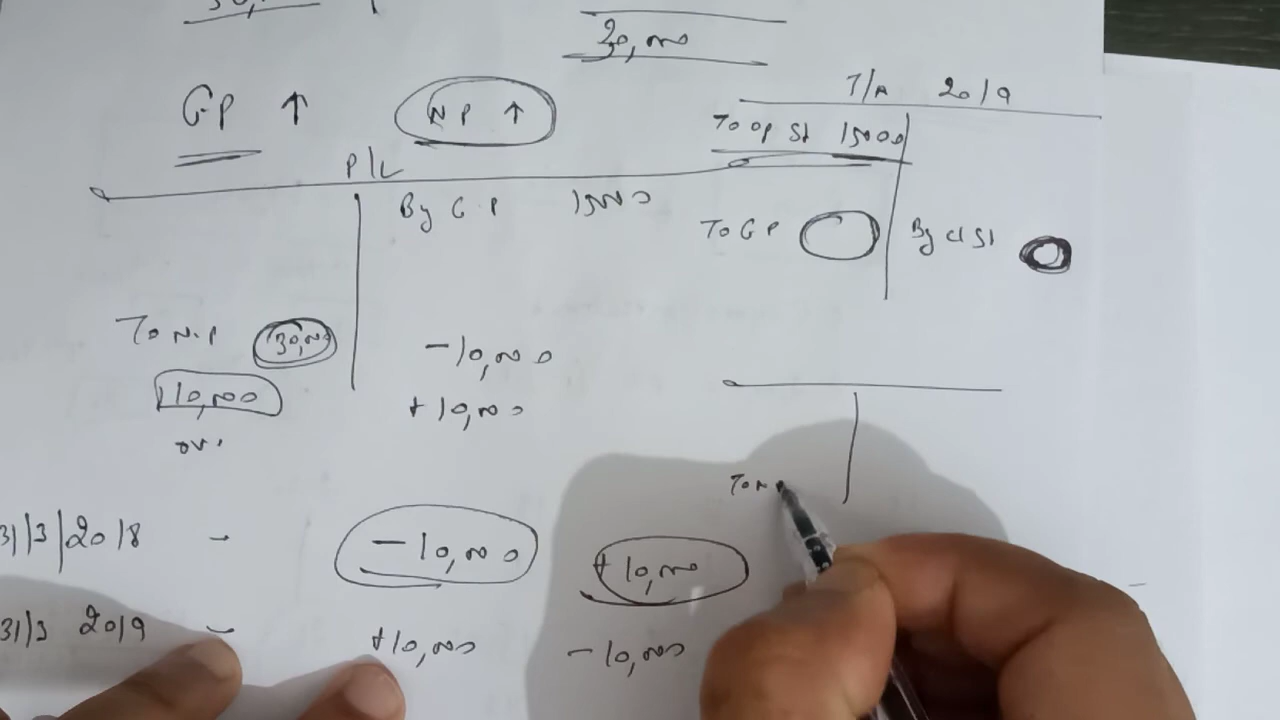 30,000
GP ↑ NP ↑
T/A 2019
To op St 15000
P/L
By G.P 15000
To GP By cl St
To N.P 30,000
-10,000
10,000
+10,000
ov.
To N P
31/3/2018 - -10,000 +10,000
31/3 2019 - +10,000 -10,000